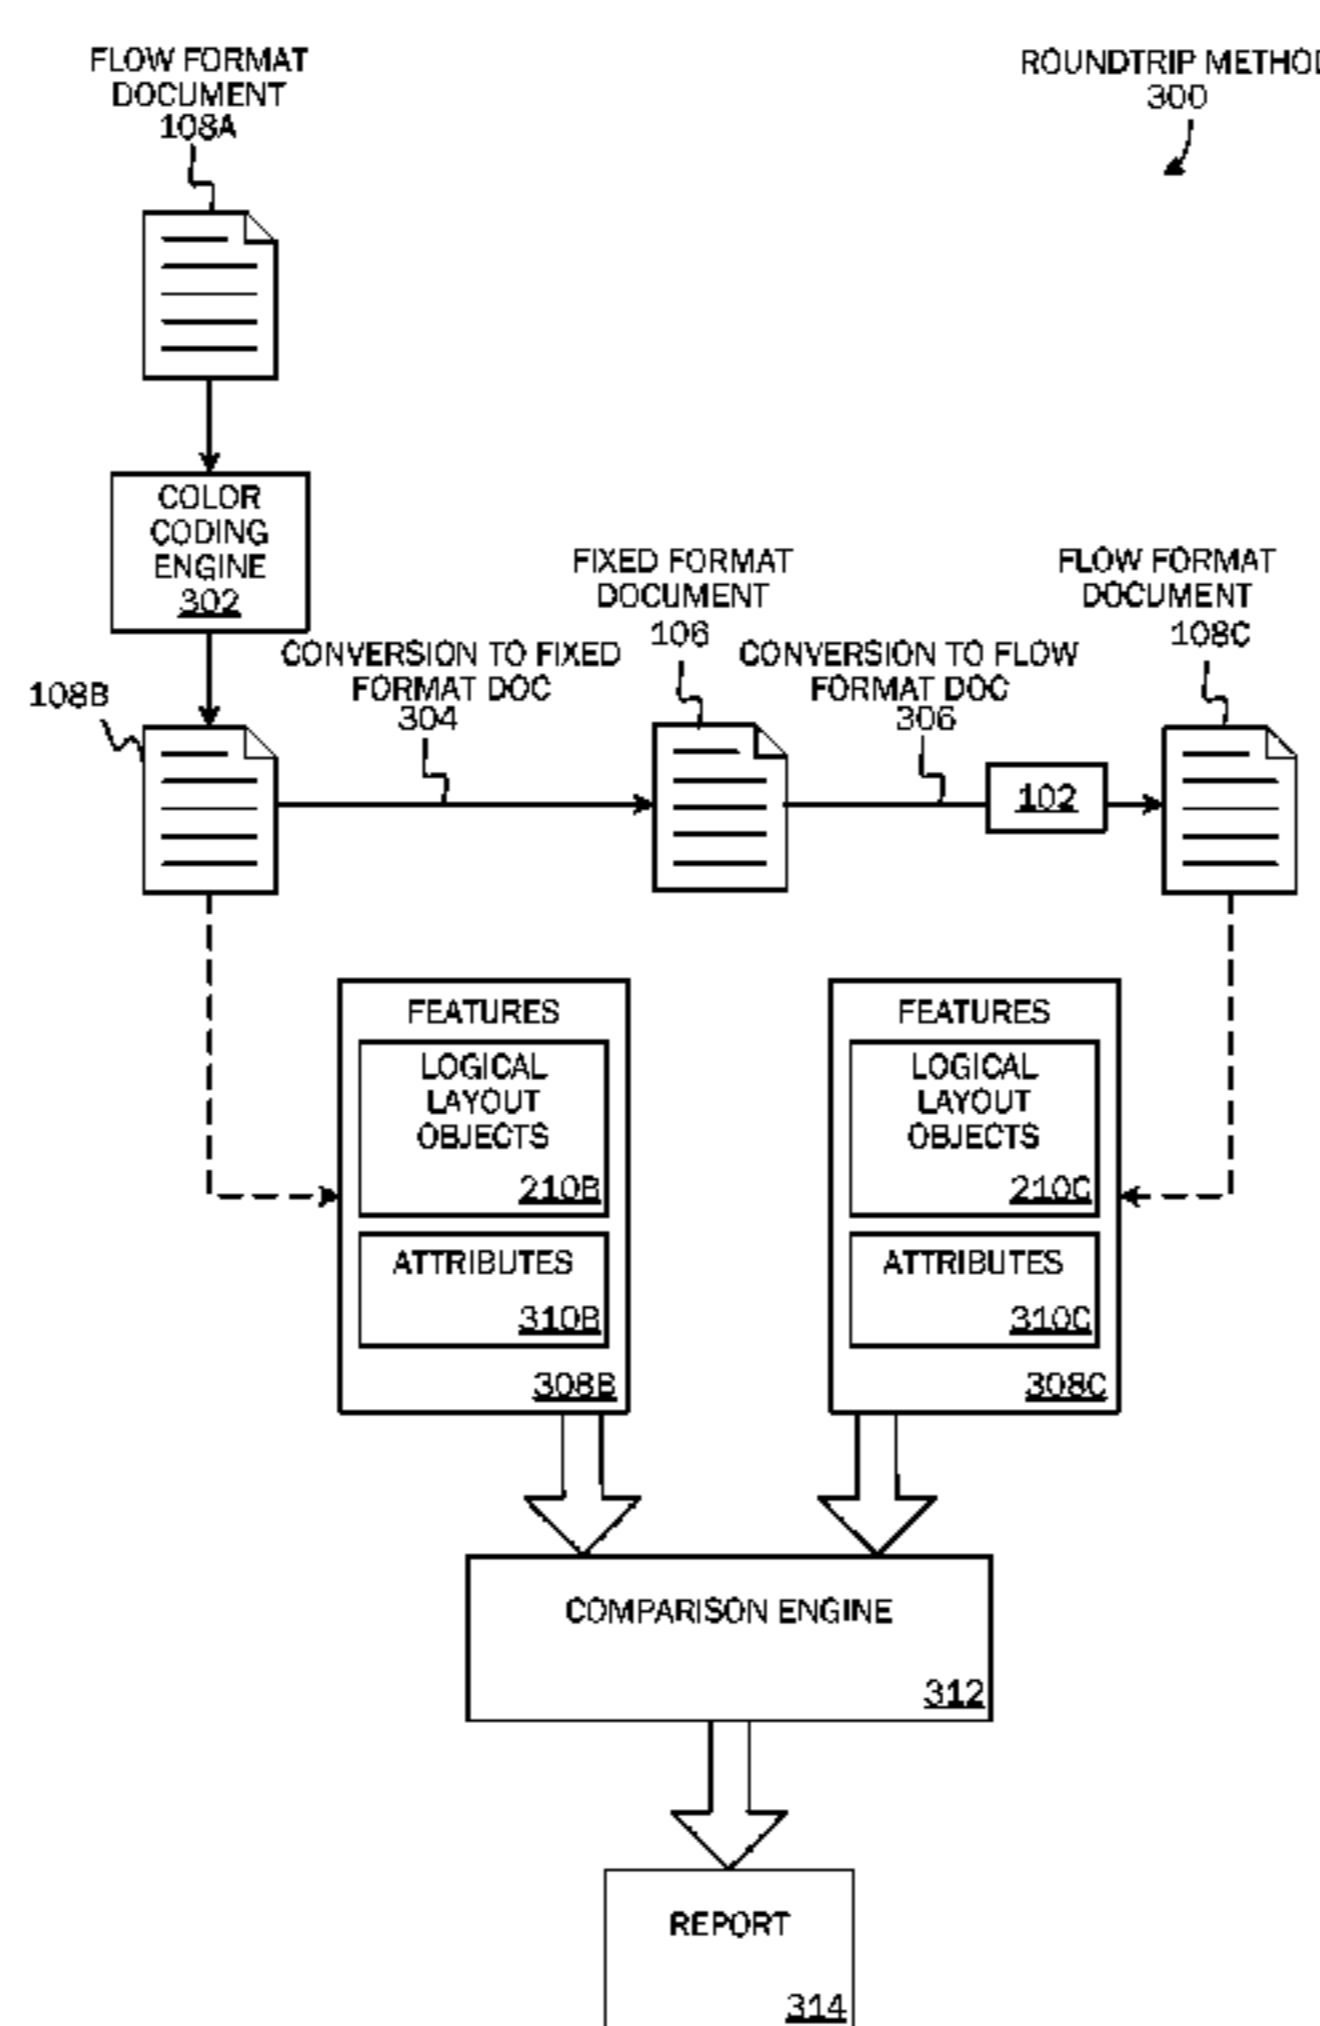 FLOW FORMAT
DOCUMENT
108A
ROUNDTRIP METHOD
300
COLOR
CODING
ENGINE
302
FIXED FORMAT
DOCUMENT
106
FLOW FORMAT
DOCUMENT
108C
108B
CONVERSION TO FIXED
FORMAT DOC
304
CONVERSION TO FLOW
FORMAT DOC
306
102
FEATURES
LOGICAL
LAYOUT
OBJECTS
210B
ATTRIBUTES
310B
308B
FEATURES
LOGICAL
LAYOUT
OBJECTS
210C
ATTRIBUTES
310C
308C
COMPARISON ENGINE
312
REPORT
314